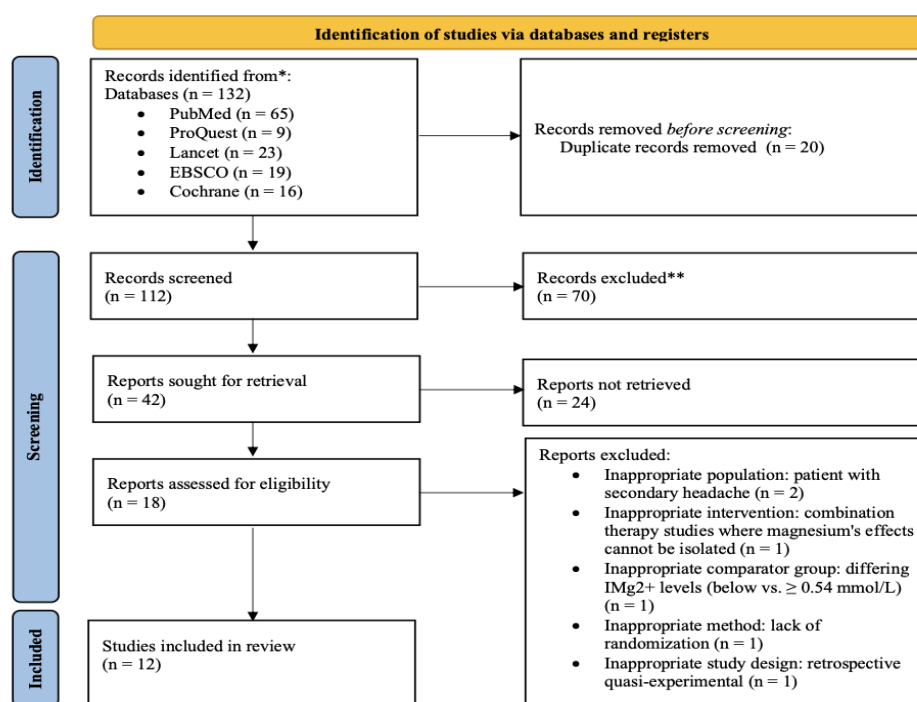 Identification of studies via databases and registers
Identification
Records identified from*:
Databases (n = 132)
• PubMed (n = 65)
• ProQuest (n = 9)
• Lancet (n = 23)
• EBSCO (n = 19)
• Cochrane (n = 16)
Records removed before screening:
Duplicate records removed (n = 20)
Screening
Records screened
(n = 112)
Records excluded**
(n = 70)
Reports sought for retrieval
(n = 42)
Reports not retrieved
(n = 24)
Reports assessed for eligibility
(n = 18)
Reports excluded:
• Inappropriate population: patient with
secondary headache (n = 2)
• Inappropriate intervention: combination
therapy studies where magnesium's effects
cannot be isolated (n = 1)
• Inappropriate comparator group: differing
IMg2+ levels (below vs. ≥ 0.54 mmol/L)
(n = 1)
• Inappropriate method: lack of
randomization (n = 1)
• Inappropriate study design: retrospective
quasi-experimental (n = 1)
Included
Studies included in review
(n = 12)